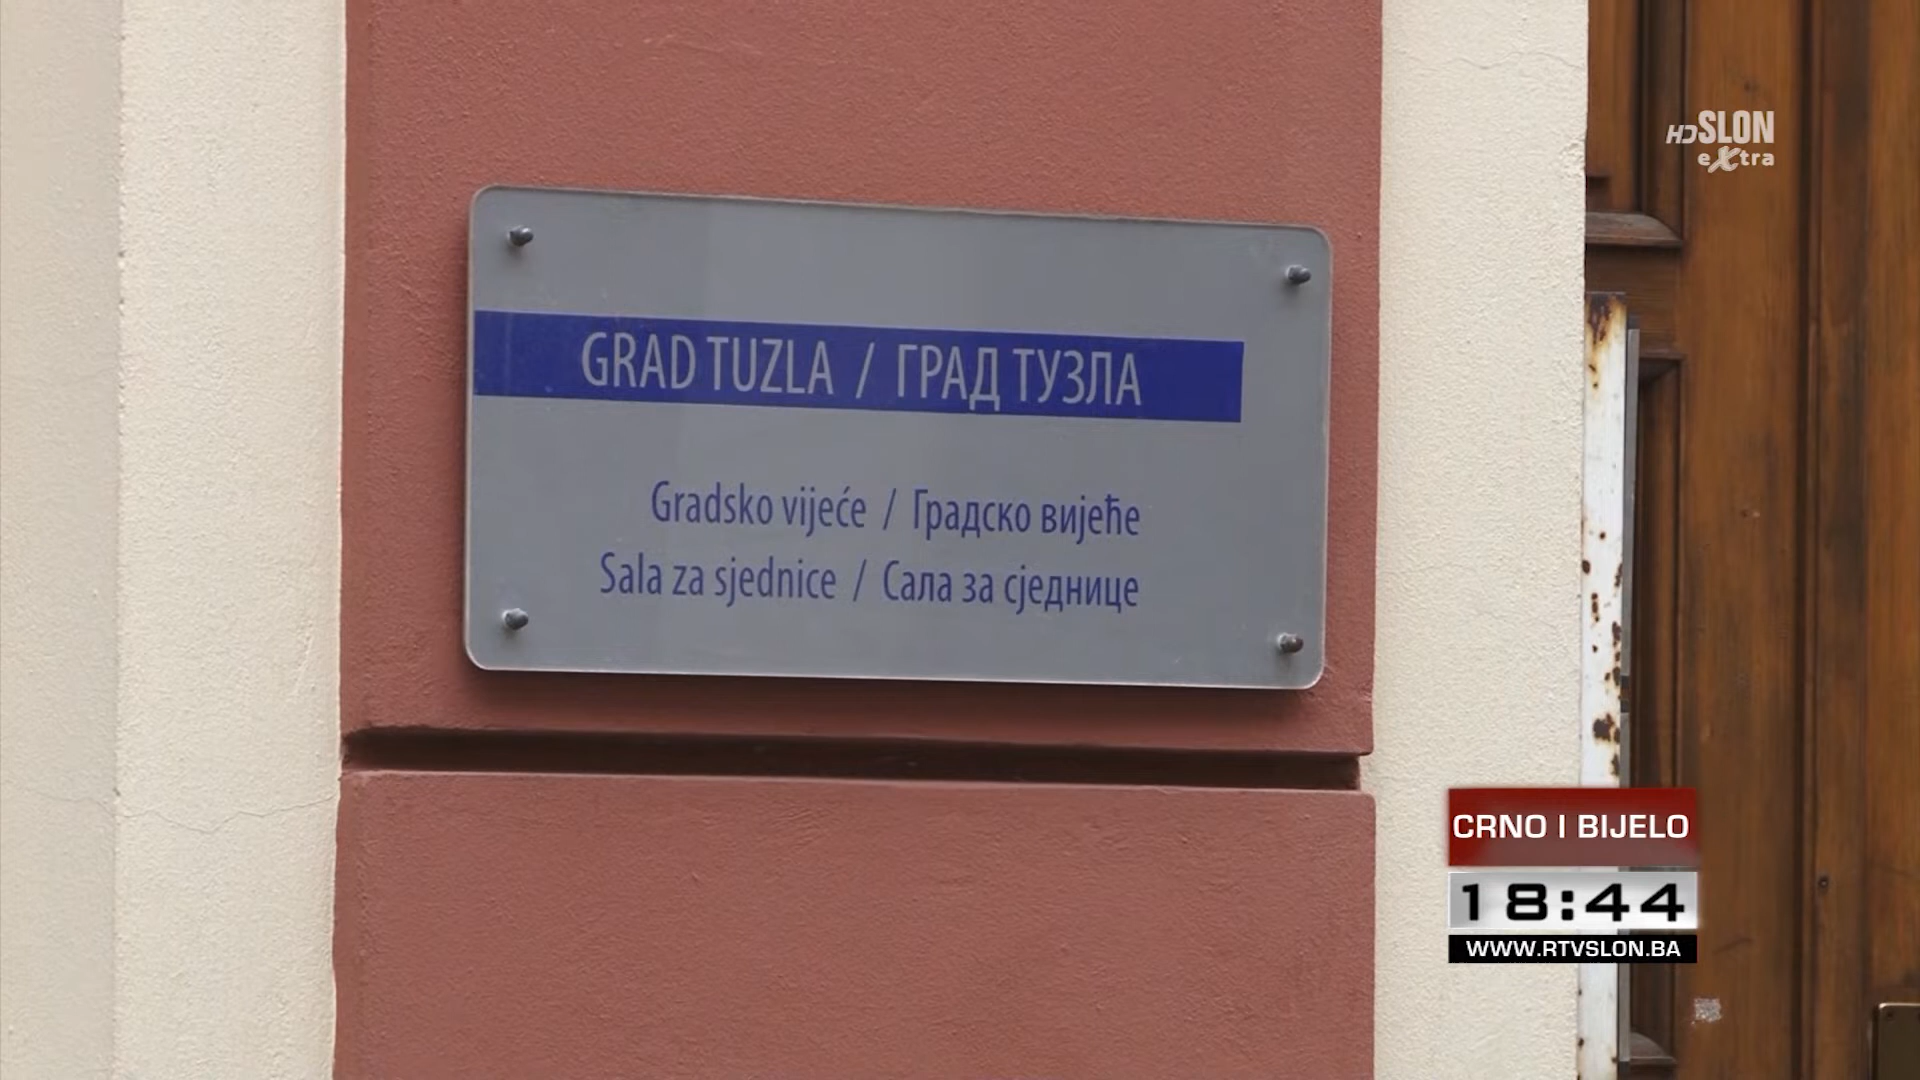 HD SLON
extra
GRAD TUZLA / ГРАД ТУЗЛА
Gradsko vijeće / Градско вијеће
Sala za sjednice / Сала за сједнице
CRNO I BIJELO
18:44
WWW.RTVSLON.BA